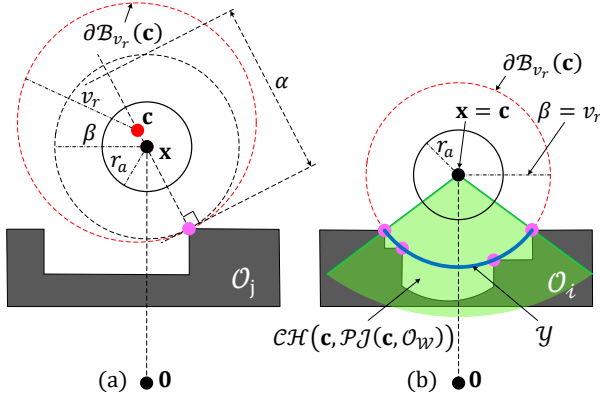 ∂ℬ_{v_r}(𝐜)
v_r
𝐜
α
β
𝐱
r_a
𝒪_j
(a)
𝟎
∂ℬ_{v_r}(𝐜)
𝐱 = 𝐜
β = v_r
r_a
𝒪_i
𝒞ℋ(𝐜, 𝒫𝒥(𝐜, 𝒪_𝒲))
𝒴
(b)
𝟎